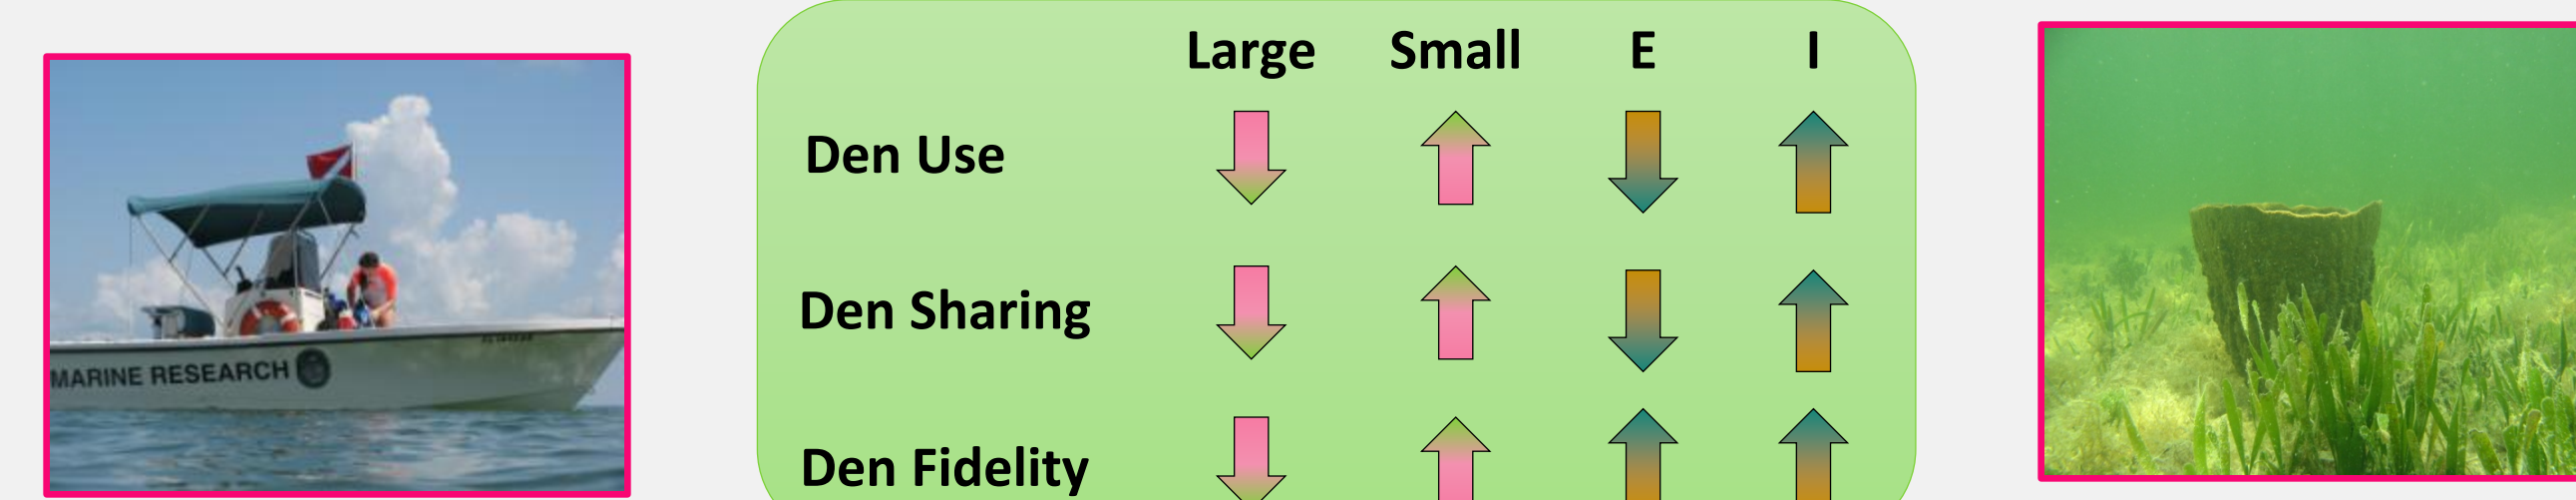 Large Small E I
Den Use
Den Sharing
Den Fidelity
MARINE RESEARCH